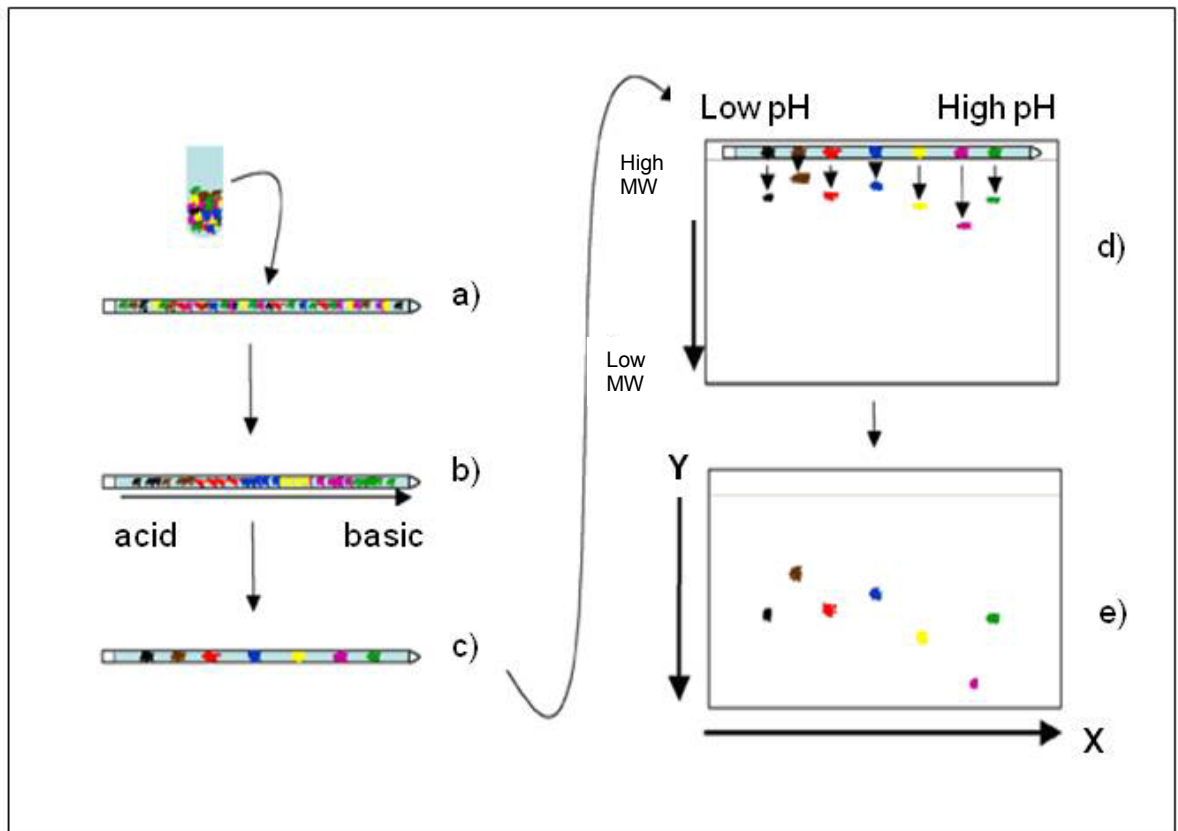 a)
b)
acid basic
c)
Low pH High pH
High
MW
d)
Low
MW
Y
e)
X